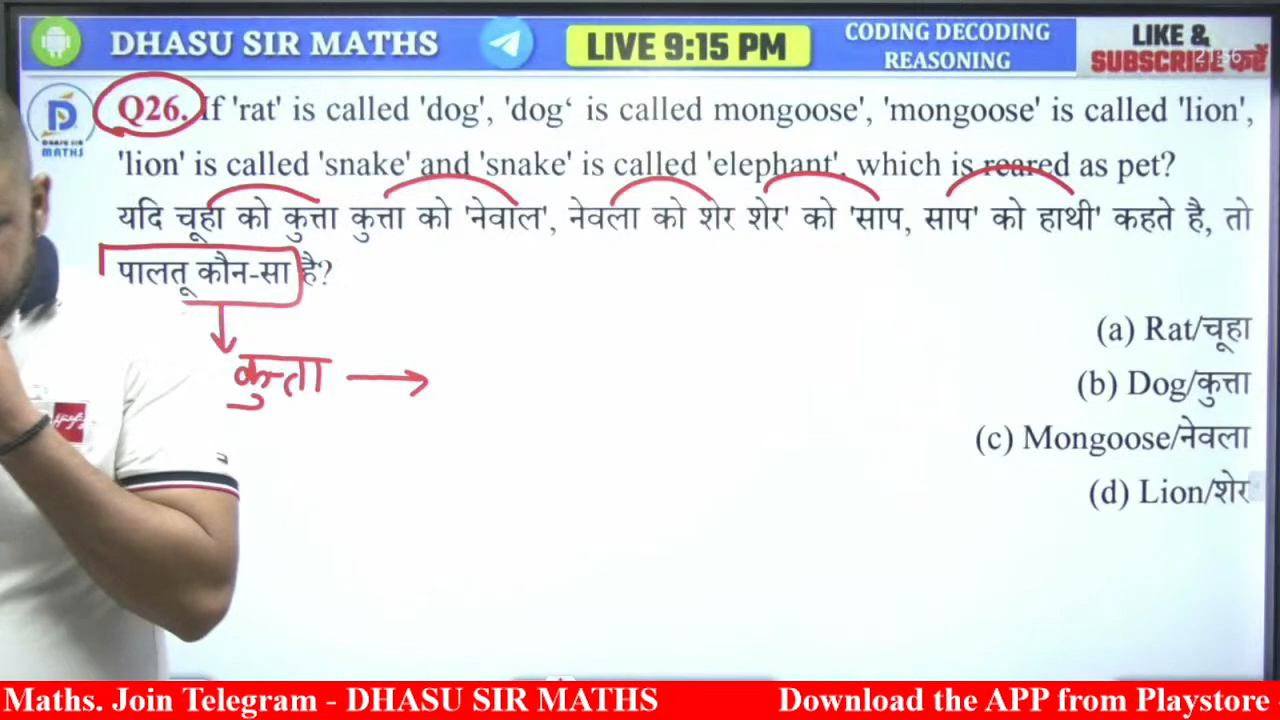 DHASU SIR MATHS
LIVE 9:15 PM
CODING DECODING
REASONING
LIKE &
SUBSCRIBE करें
Q26. If 'rat' is called 'dog', 'dog‘ is called mongoose', 'mongoose' is called 'lion',
'lion' is called 'snake' and 'snake' is called 'elephant', which is reared as pet?
यदि चूहा को कुत्ता कुत्ता को 'नेवाल', नेवला को शेर शेर' को 'साप, साप' को हाथी' कहते है, तो
पालतू कौन-सा है?
DHASU SIR
MATHS
कुत्ता
(a) Rat/चूहा
(b) Dog/कुत्ता
(c) Mongoose/नेवला
(d) Lion/शेर
Maths. Join Telegram - DHASU SIR MATHS
Download the APP from Playstore